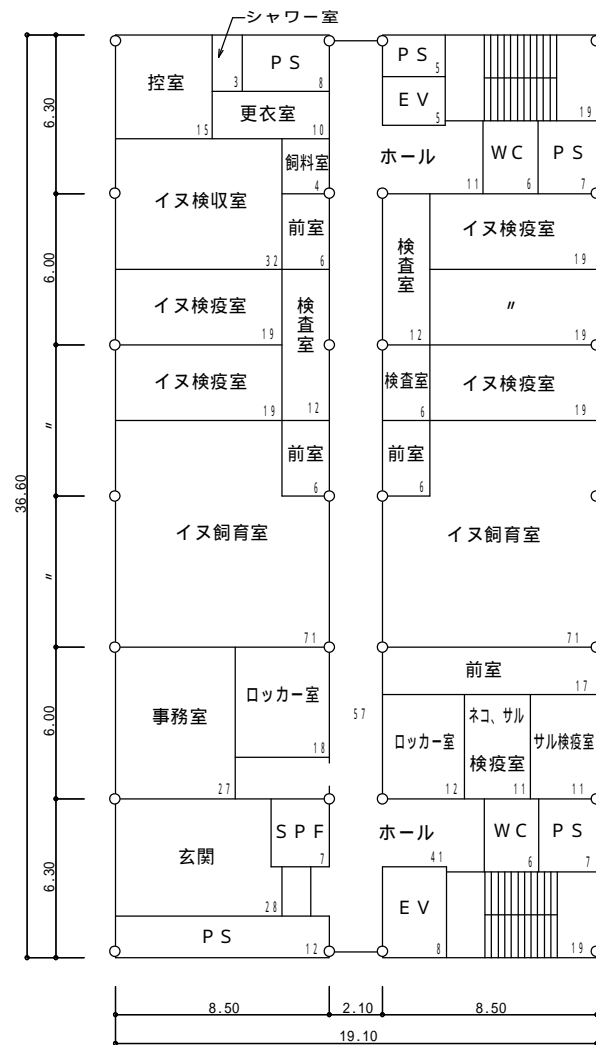 シャワー室
控室
15
3
ＰＳ
8
更衣室
10
ＰＳ
5
ＥＶ
5
19
ホール
11
ＷＣ
6
ＰＳ
7
飼料室
4
イヌ検収室
32
前室
6
検査室
12
イヌ検疫室
19
〃
19
イヌ検疫室
19
検査室
12
イヌ検疫室
19
検査室
6
イヌ検疫室
19
前室
6
前室
6
イヌ飼育室
71
イヌ飼育室
71
事務室
27
ロッカー室
18
57
前室
17
ロッカー室
12
ネコ、サル
検疫室
11
サル検疫室
11
玄関
28
ＳＰＦ
7
ホール
41
ＷＣ
6
ＰＳ
7
ＰＳ
12
ＥＶ
8
19
6.30
6.00
〃
〃
6.00
6.30
36.60
8.50
2.10
8.50
19.10